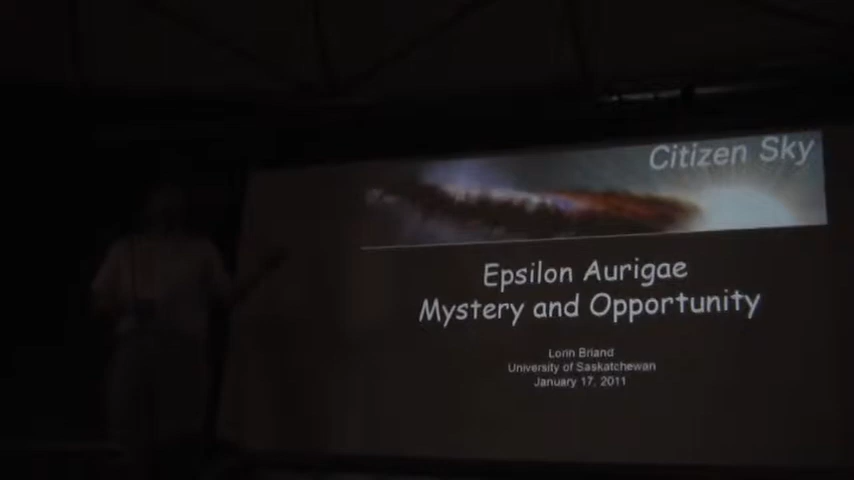 Citizen Sky
Epsilon Aurigae
Mystery and Opportunity
Lorin Briand
University of Saskatchewan
January 17, 2011